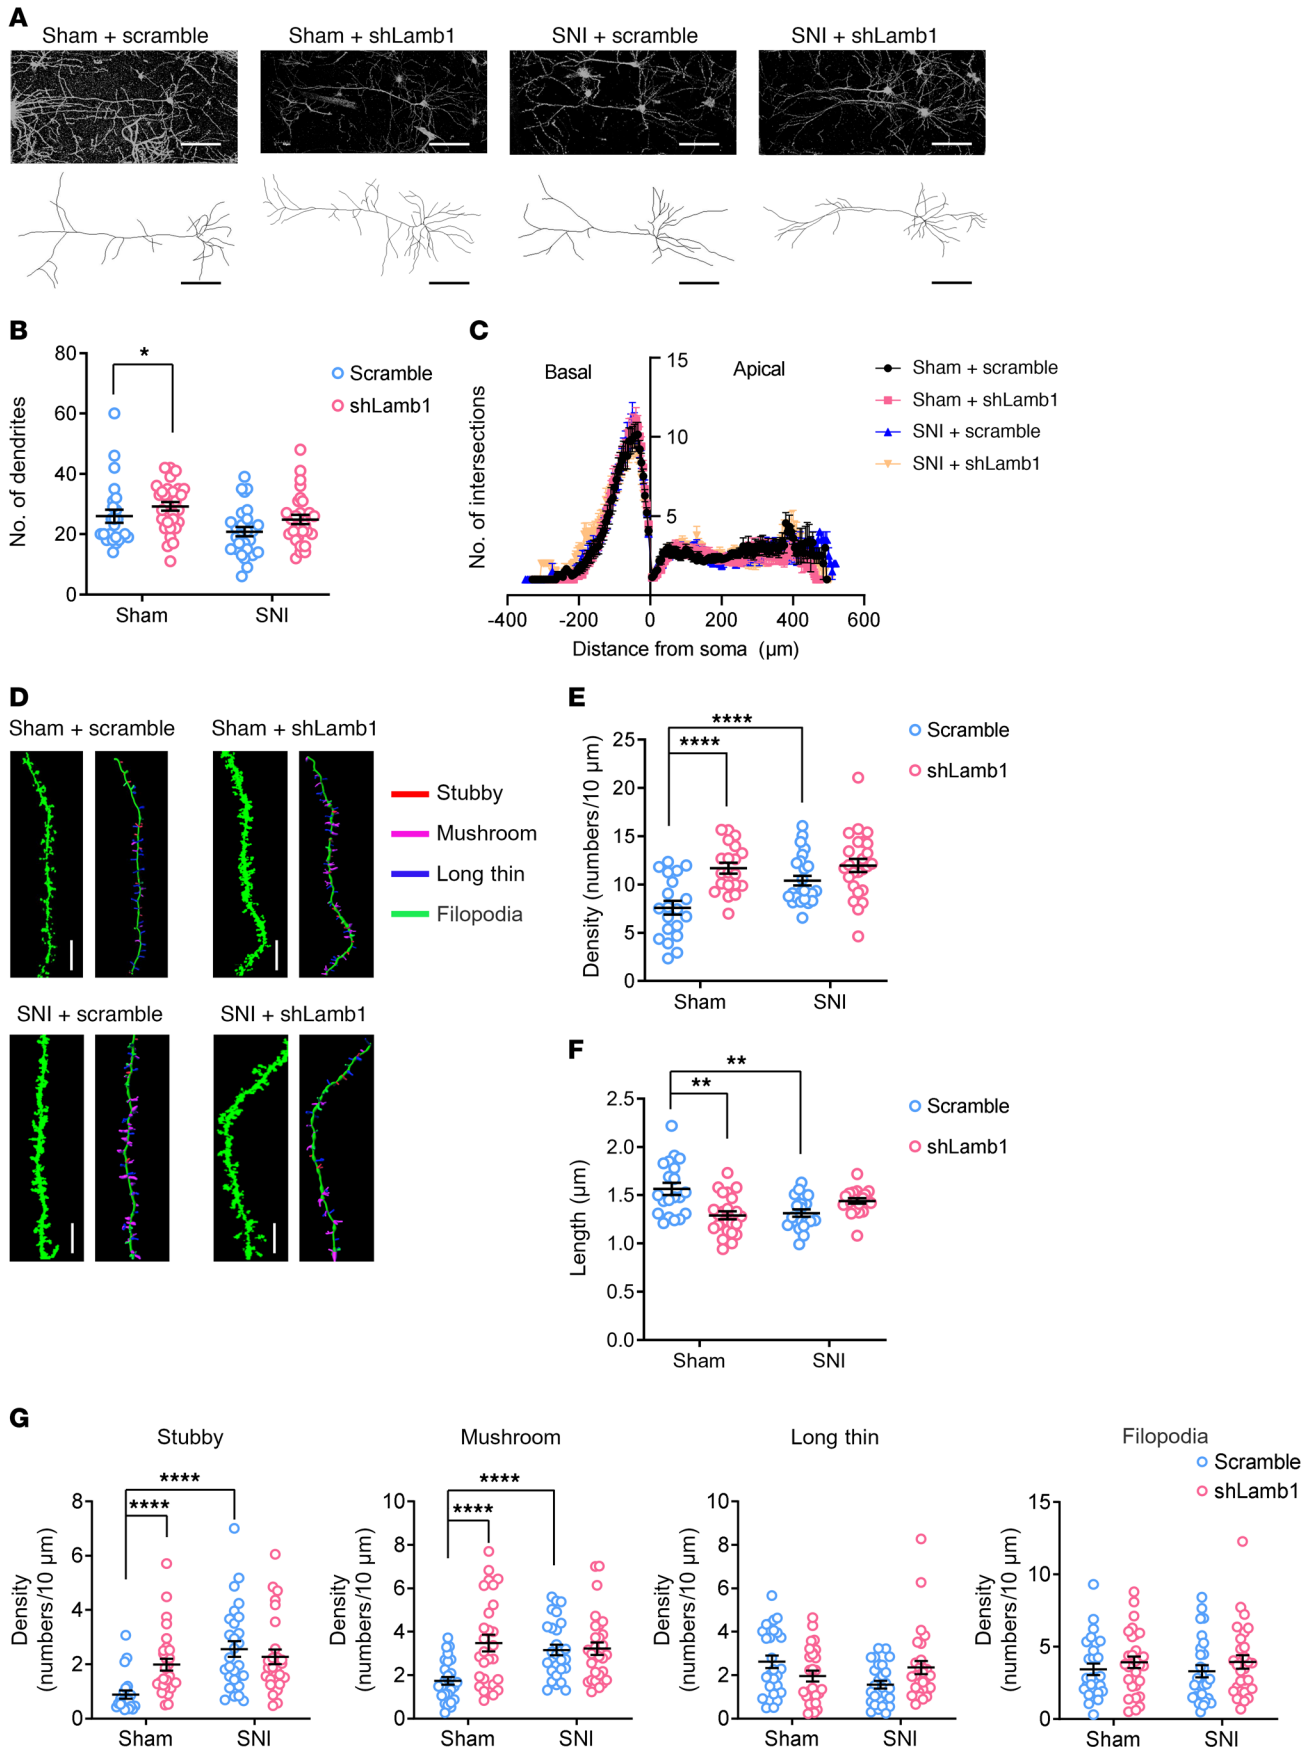 A
Sham + scramble
Sham + shLamb1
SNI + scramble
SNI + shLamb1
B
No. of dendrites
80
60
40
20
0
*
Sham
SNI
Scramble
shLamb1
C
No. of intersections
Basal
Apical
15
10
5
-400
-200
0
200
400
600
Distance from soma (µm)
Sham + scramble
Sham + shLamb1
SNI + scramble
SNI + shLamb1
D
Sham + scramble
Sham + shLamb1
Stubby
Mushroom
Long thin
Filopodia
SNI + scramble
SNI + shLamb1
E
Density (numbers/10 µm)
25
20
15
10
5
0
****
****
Sham
SNI
Scramble
shLamb1
F
Length (µm)
2.5
2.0
1.5
1.0
0.5
0.0
**
**
Sham
SNI
Scramble
shLamb1
G
Stubby
Density
(numbers/10 µm)
8
6
4
2
0
****
****
Sham
SNI
Mushroom
Density
(numbers/10 µm)
10
8
6
4
2
0
****
****
Sham
SNI
Long thin
Density
(numbers/10 µm)
10
8
6
4
2
0
Sham
SNI
Filopodia
Scramble
shLamb1
Density
(numbers/10 µm)
15
10
5
0
Sham
SNI